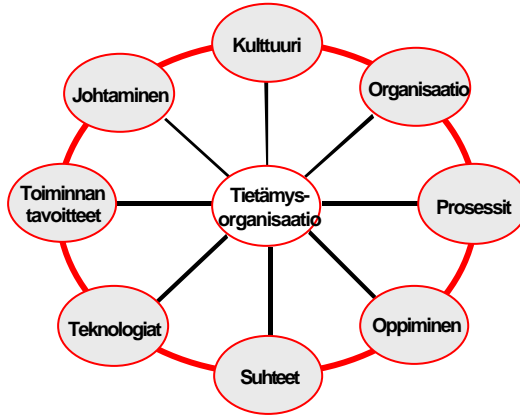 Kulttuuri
Johtaminen
Organisaatio
Toiminnan
tavoitteet
Tietämys-
organisaatio
Prosessit
Teknologiat
Oppiminen
Suhteet